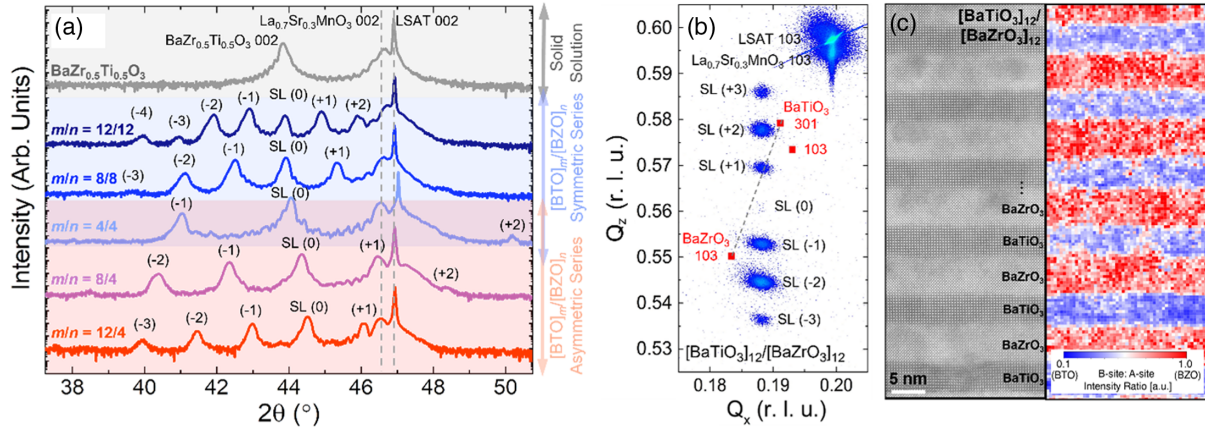 (a)
La0.7Sr0.3MnO3 002
LSAT 002
BaZr0.5Ti0.5O3 002
BaZr0.5Ti0.5O3
m/n = 12/12
(-4)
(-3)
(-2)
(-1)
SL (0)
(+1)
(+2)
m/n = 8/8
(-3)
(-2)
(-1)
SL (0)
(+1)
m/n = 4/4
(-1)
SL (0)
(+2)
m/n = 8/4
(-2)
(-1)
SL (0)
(+1)
(+2)
m/n = 12/4
(-3)
(-2)
(-1)
SL (0)
(+1)
Intensity (Arb. Units)
38
40
42
44
46
48
50
2θ (°)
Solid
Solution
[BTO]m/[BZO]n
Symmetric Series
[BTO]m/[BZO]n
Asymmetric Series
(b)
LSAT 103
La0.7Sr0.3MnO3 103
SL (+3)
BaTiO3
301
SL (+2)
103
SL (+1)
SL (0)
BaZrO3
103
SL (-1)
SL (-2)
SL (-3)
[BaTiO3]12/[BaZrO3]12
0.60
0.59
0.58
0.57
0.56
0.55
0.54
0.53
Qz (r. l. u.)
0.18
0.19
0.20
Qx (r. l. u.)
(c)
[BaTiO3]12/
[BaZrO3]12
⋮
BaZrO3
BaTiO3
BaZrO3
BaTiO3
BaZrO3
BaTiO3
5 nm
0.1
(BTO)
B-site: A-site
Intensity Ratio [a.u.]
1.0
(BZO)